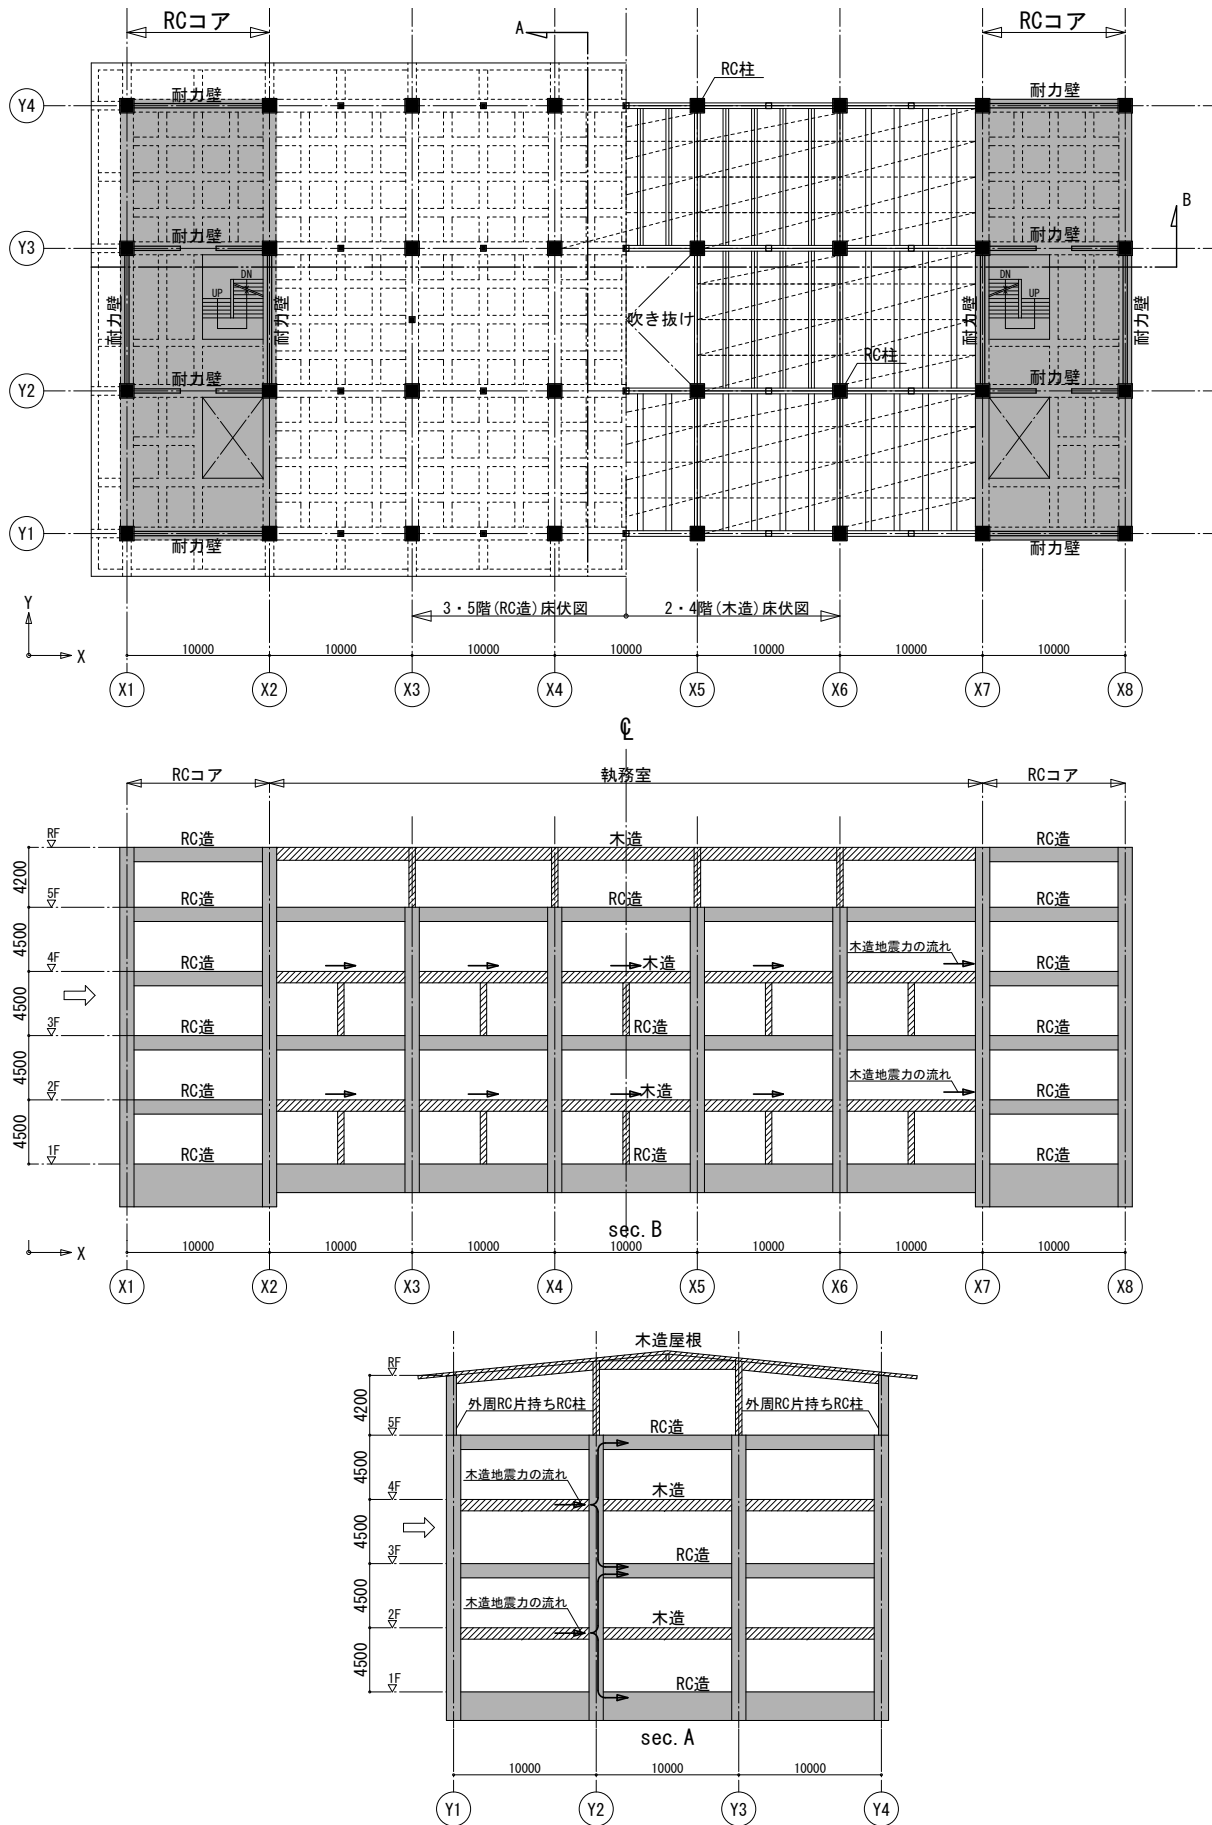 RCコア
RCコア
A
RC柱
Y4
耐力壁
耐力壁
B
Y3
耐力壁
耐力壁
DN
UP
DN
UP
耐力壁
耐力壁
吹き抜け
耐力壁
耐力壁
RC柱
Y2
耐力壁
耐力壁
Y1
耐力壁
耐力壁
Y
3・5階(RC造)床伏図
2・4階(木造)床伏図
X
10000 10000 10000 10000 10000 10000 10000
X1 X2 X3 X4 X5 X6 X7 X8
℄
RCコア 執務室 RCコア
RF
RC造 木造 RC造
4200
5F
RC造 RC造 RC造
4500
4F
RC造 木造 木造地震力の流れ RC造
4500
3F
RC造 RC造 RC造
4500
2F
RC造 木造 木造地震力の流れ RC造
4500
1F
RC造 RC造 RC造
sec.B
X
10000 10000 10000 10000 10000 10000 10000
X1 X2 X3 X4 X5 X6 X7 X8
木造屋根
RF
4200
外周RC片持ちRC柱 外周RC片持ちRC柱
5F
RC造
4500
木造地震力の流れ
4F
木造
4500
3F
RC造
4500
木造地震力の流れ
2F
木造
4500
1F
RC造
sec.A
10000 10000 10000
Y1 Y2 Y3 Y4